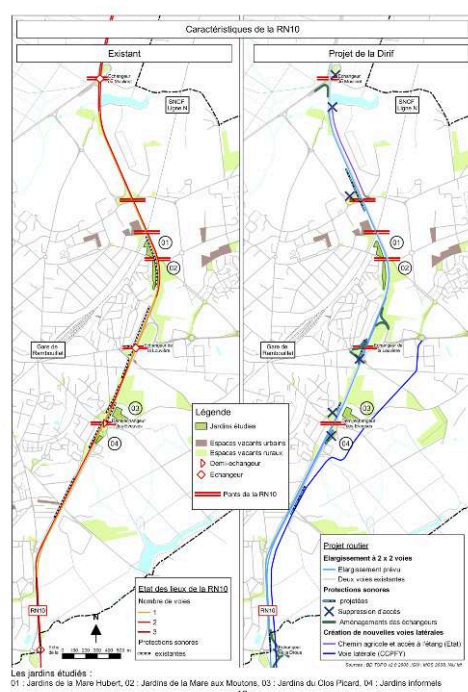 Caractéristiques de la RN10
Existant
Projet de la Dirif
Echangeur
SNCF
Ligne N
Echangeur
SNCF
Ligne N
01
02
01
02
Gare de
Rambouillet
Echangeur de
Gare de
Rambouillet
Echangeur de
03
04
03
04
Légende
Jardins étudiés
Espaces vacants urbains
Espaces vacants ruraux
Demi-echangeur
Echangeur
Ponts de la RN10
RN10
Etat des lieux de la RN10
Nombre de voies
1
2
3
Protections sonores
existantes
N
RN10
Projet routier
Elargissement à 2 x 2 voies
Elargissement prévu
Deux voies existantes
Protections sonores
projetées
Suppression d'accès
Aménagements des échangeurs
Création de nouvelles voies latérales
Chemin agricole et accès à l'étang (Etat)
Voie latérale (CCPFY)
Les jardins étudiés :
01 : Jardins de la Mare Hubert, 02 : Jardins de la Mare aux Moutons, 03 : Jardins du Clos Picard, 04 : Jardins informels